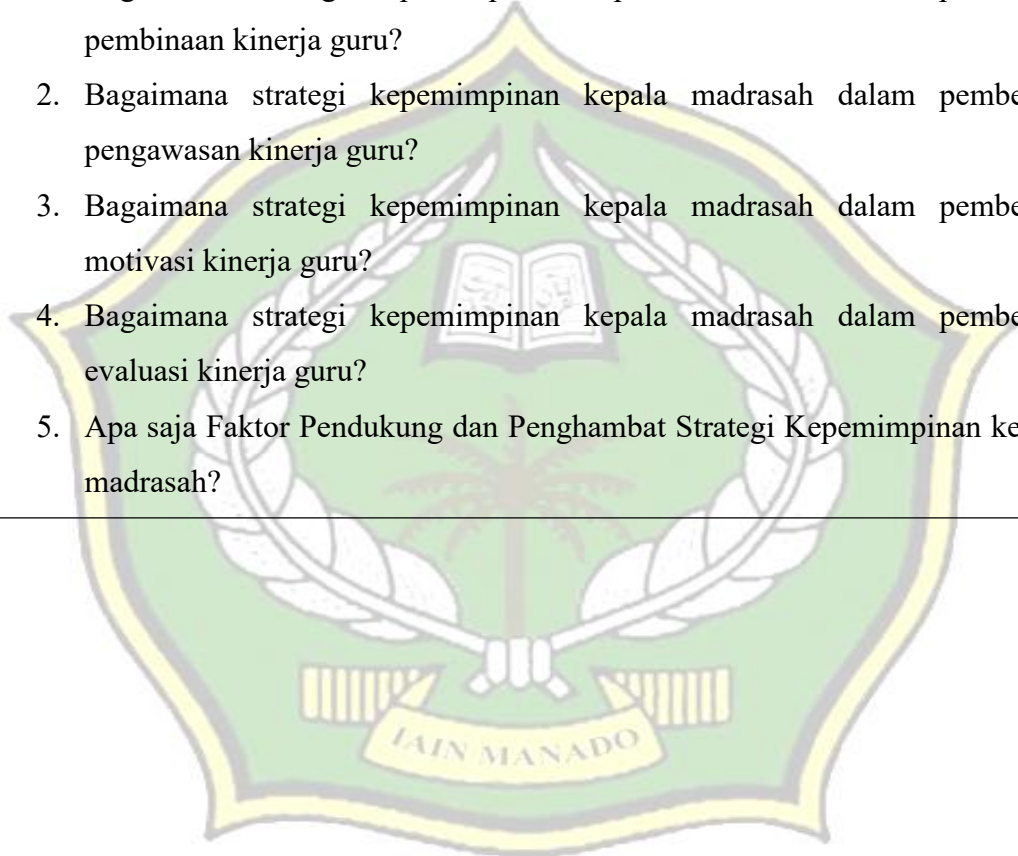 pembinaan kinerja guru?
2. Bagaimana strategi kepemimpinan kepala madrasah dalam pembe
pengawasan kinerja guru?
3. Bagaimana strategi kepemimpinan kepala madrasah dalam pembe
motivasi kinerja guru?
4. Bagaimana strategi kepemimpinan kepala madrasah dalam pembe
evaluasi kinerja guru?
5. Apa saja Faktor Pendukung dan Penghambat Strategi Kepemimpinan ke
madrasah?
IAIN MANADO